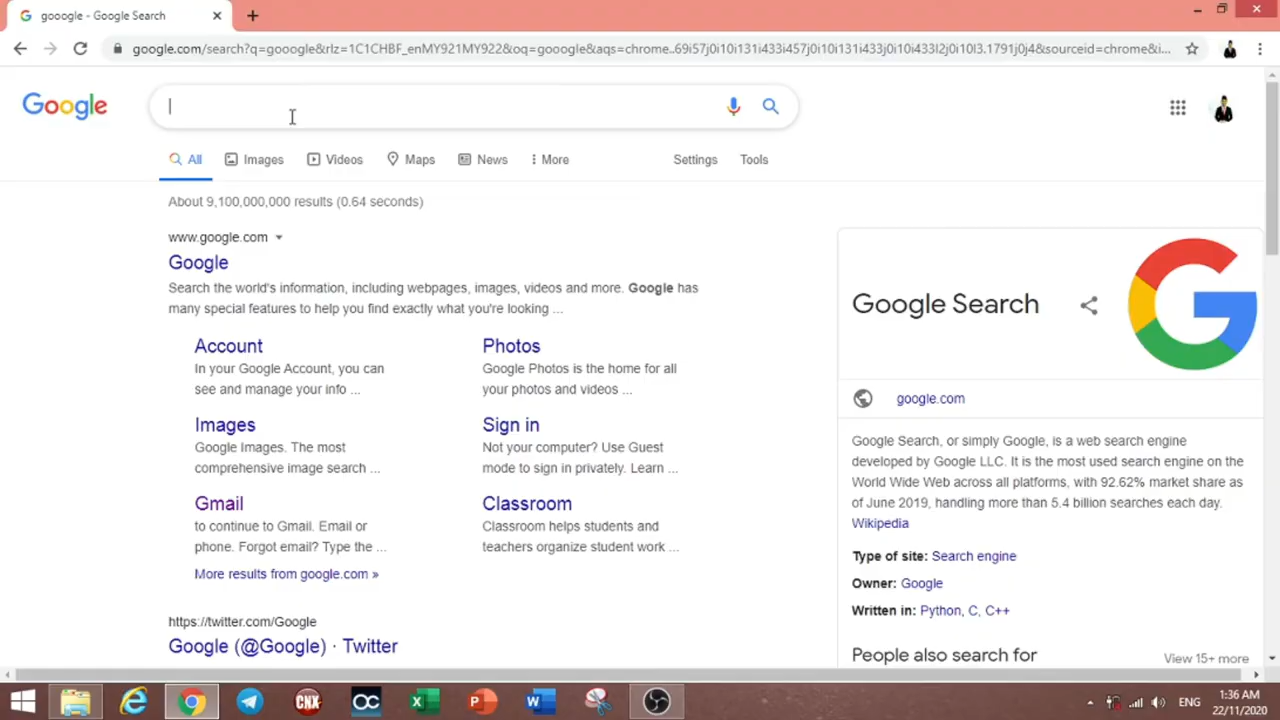 gooogle - Google Search
google.com/search?q=gooogle&rlz=1C1CHBF_enMY921MY922&oq=gooogle&aqs=chrome..69i57j0i10i131i433i457j0i10i131i433j0i10i433l2j0i10l3.1791j0j4&sourceid=chrome&i...
Google
All
Images
Videos
Maps
News
More
Settings
Tools
About 9,100,000,000 results (0.64 seconds)
www.google.com
Google
Search the world's information, including webpages, images, videos and more. Google has
many special features to help you find exactly what you're looking ...
Account
In your Google Account, you can
see and manage your info ...
Photos
Google Photos is the home for all
your photos and videos ...
Images
Google Images. The most
comprehensive image search ...
Sign in
Not your computer? Use Guest
mode to sign in privately. Learn ...
Gmail
to continue to Gmail. Email or
phone. Forgot email? Type the ...
Classroom
Classroom helps students and
teachers organize student work ...
More results from google.com »
https://twitter.com/Google
Google (@Google) · Twitter
Google Search
G
google.com
Google Search, or simply Google, is a web search engine
developed by Google LLC. It is the most used search engine on the
World Wide Web across all platforms, with 92.62% market share as
of June 2019, handling more than 5.4 billion searches each day.
Wikipedia
Type of site: Search engine
Owner: Google
Written in: Python, C, C++
People also search for
View 15+ more
CNX
OC
ENG
1:36 AM
22/11/2020